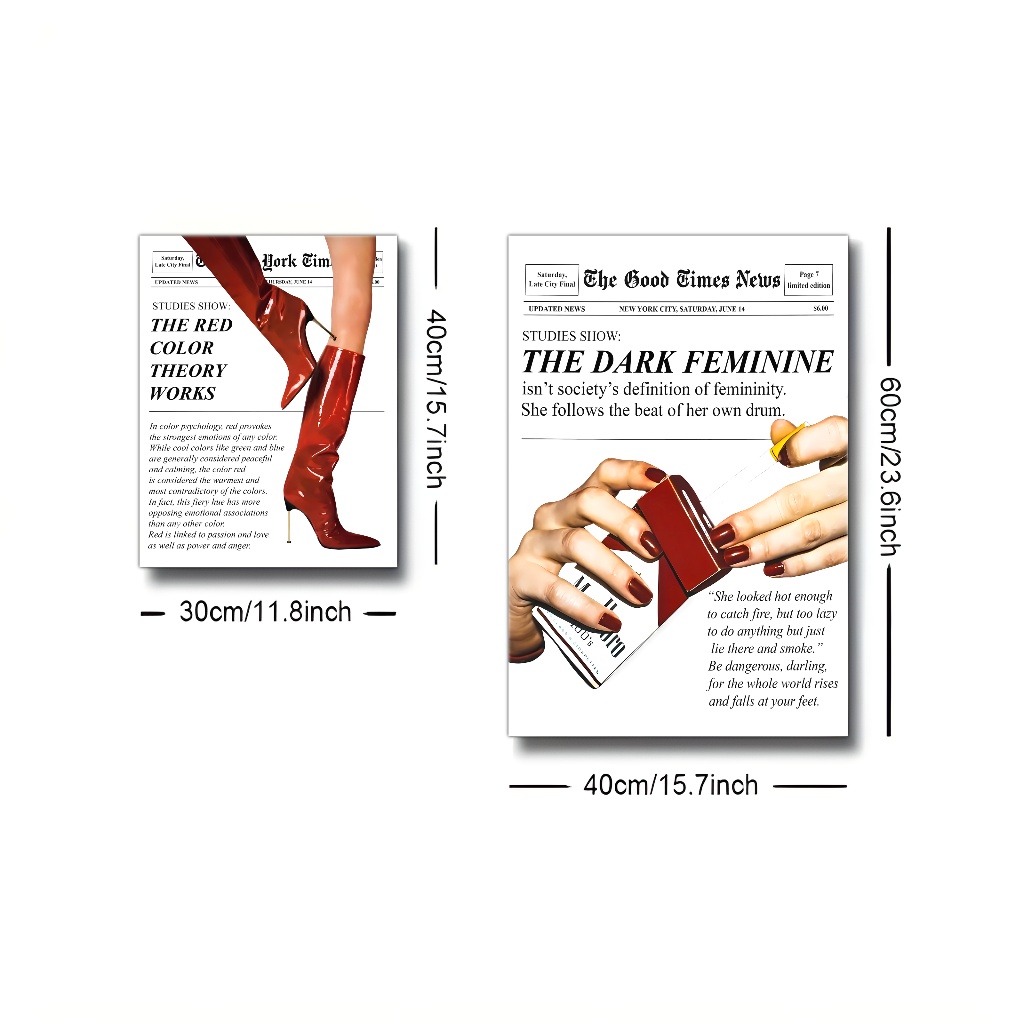 Saturday,
Late City Final
York Tim
UPDATED NEWS
JUNE 14
STUDIES SHOW:
THE RED
COLOR
THEORY
WORKS
In color psychology, red provokes
the strongest emotions of any color.
While cool colors like green and blue
are generally considered peaceful
and calming, the color red
is considered the warmest and
most contradictory of the colors.
In fact, this fiery hue has more
opposing emotional associations
than any other color.
Red is linked to passion and love
as well as power and anger.
40cm/15.7inch
30cm/11.8inch
Saturday,
Late City Final
The Good Times News
Page 7
limited edition
UPDATED NEWS
NEW YORK CITY, SATURDAY, JUNE 14
$6.00
STUDIES SHOW:
THE DARK FEMININE
isn’t society’s definition of femininity.
She follows the beat of her own drum.
100's
“She looked hot enough
to catch fire, but too lazy
to do anything but just
lie there and smoke.”
Be dangerous, darling,
for the whole world rises
and falls at your feet.
60cm/23.6inch
40cm/15.7inch